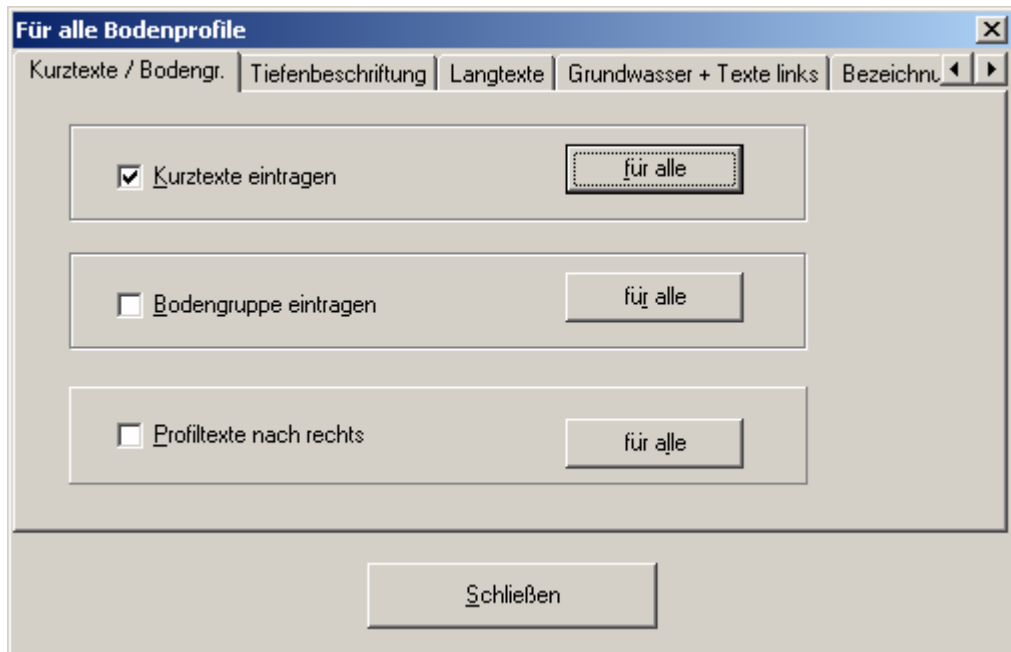 Für alle Bodenprofile
Kurztexte / Bodengr. Tiefenbeschriftung Langtexte Grundwasser + Texte links
Kurztexte eintragen für alle
Bodengruppe eintragen für alle
Profiltexte nach rechts für alle
Schließen